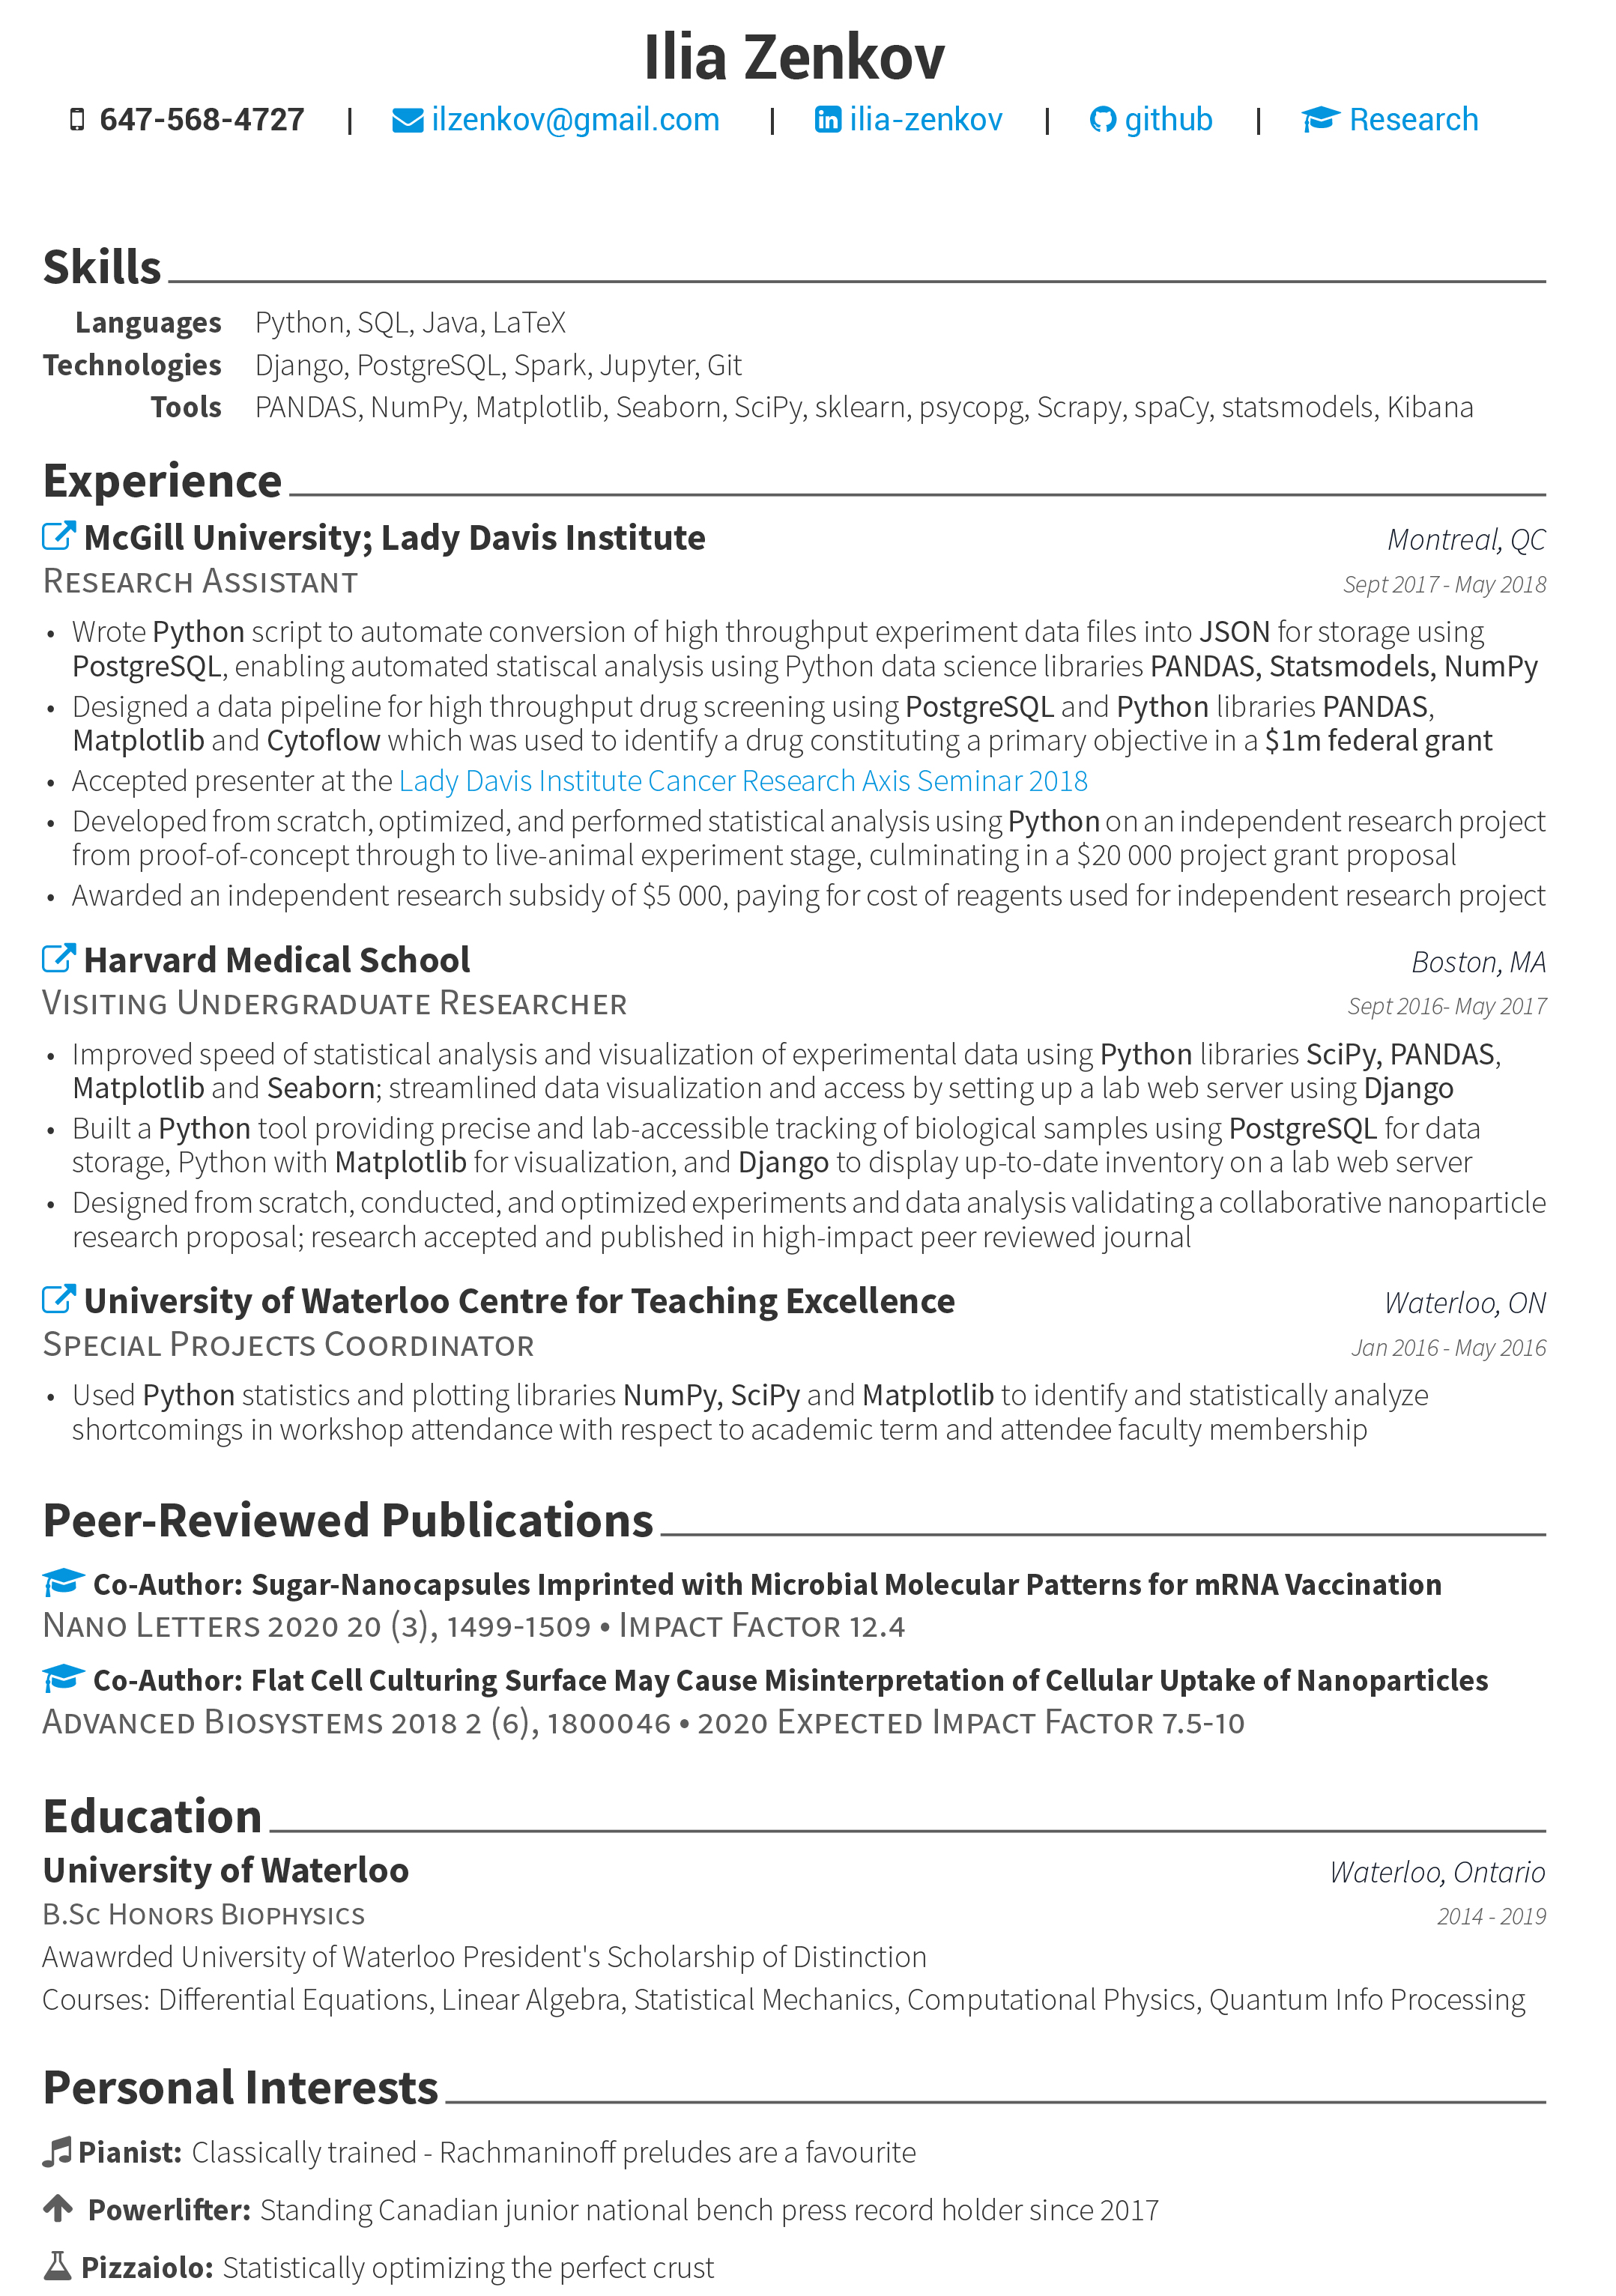 Ilia Zenkov
647-568-4727 | ilzenkov@gmail.com | ilia-zenkov | github | Research
Skills
Languages Python, SQL, Java, LaTeX
Technologies Django, PostgreSQL, Spark, Jupyter, Git
Tools PANDAS, NumPy, Matplotlib, Seaborn, SciPy, sklearn, psycopg, Scrapy, spaCy, statsmodels, Kibana
Experience
McGill University; Lady Davis Institute Montreal, QC
Research Assistant Sept 2017 - May 2018
• Wrote Python script to automate conversion of high throughput experiment data files into JSON for storage using
PostgreSQL, enabling automated statiscal analysis using Python data science libraries PANDAS, Statsmodels, NumPy
• Designed a data pipeline for high throughput drug screening using PostgreSQL and Python libraries PANDAS,
Matplotlib and Cytoflow which was used to identify a drug constituting a primary objective in a $1m federal grant
• Accepted presenter at the Lady Davis Institute Cancer Research Axis Seminar 2018
• Developed from scratch, optimized, and performed statistical analysis using Python on an independent research project
from proof-of-concept through to live-animal experiment stage, culminating in a $20 000 project grant proposal
• Awarded an independent research subsidy of $5 000, paying for cost of reagents used for independent research project
Harvard Medical School Boston, MA
Visiting Undergraduate Researcher Sept 2016- May 2017
• Improved speed of statistical analysis and visualization of experimental data using Python libraries SciPy, PANDAS,
Matplotlib and Seaborn; streamlined data visualization and access by setting up a lab web server using Django
• Built a Python tool providing precise and lab-accessible tracking of biological samples using PostgreSQL for data
storage, Python with Matplotlib for visualization, and Django to display up-to-date inventory on a lab web server
• Designed from scratch, conducted, and optimized experiments and data analysis validating a collaborative nanoparticle
research proposal; research accepted and published in high-impact peer reviewed journal
University of Waterloo Centre for Teaching Excellence Waterloo, ON
Special Projects Coordinator Jan 2016 - May 2016
• Used Python statistics and plotting libraries NumPy, SciPy and Matplotlib to identify and statistically analyze
shortcomings in workshop attendance with respect to academic term and attendee faculty membership
Peer-Reviewed Publications
Co-Author: Sugar-Nanocapsules Imprinted with Microbial Molecular Patterns for mRNA Vaccination
Nano Letters 2020 20 (3), 1499-1509 • Impact Factor 12.4
Co-Author: Flat Cell Culturing Surface May Cause Misinterpretation of Cellular Uptake of Nanoparticles
Advanced Biosystems 2018 2 (6), 1800046 • 2020 Expected Impact Factor 7.5-10
Education
University of Waterloo Waterloo, Ontario
B.Sc Honors Biophysics 2014 - 2019
Awawrded University of Waterloo President's Scholarship of Distinction
Courses: Differential Equations, Linear Algebra, Statistical Mechanics, Computational Physics, Quantum Info Processing
Personal Interests
Pianist: Classically trained - Rachmaninoff preludes are a favourite
Powerlifter: Standing Canadian junior national bench press record holder since 2017
Pizzaiolo: Statistically optimizing the perfect crust